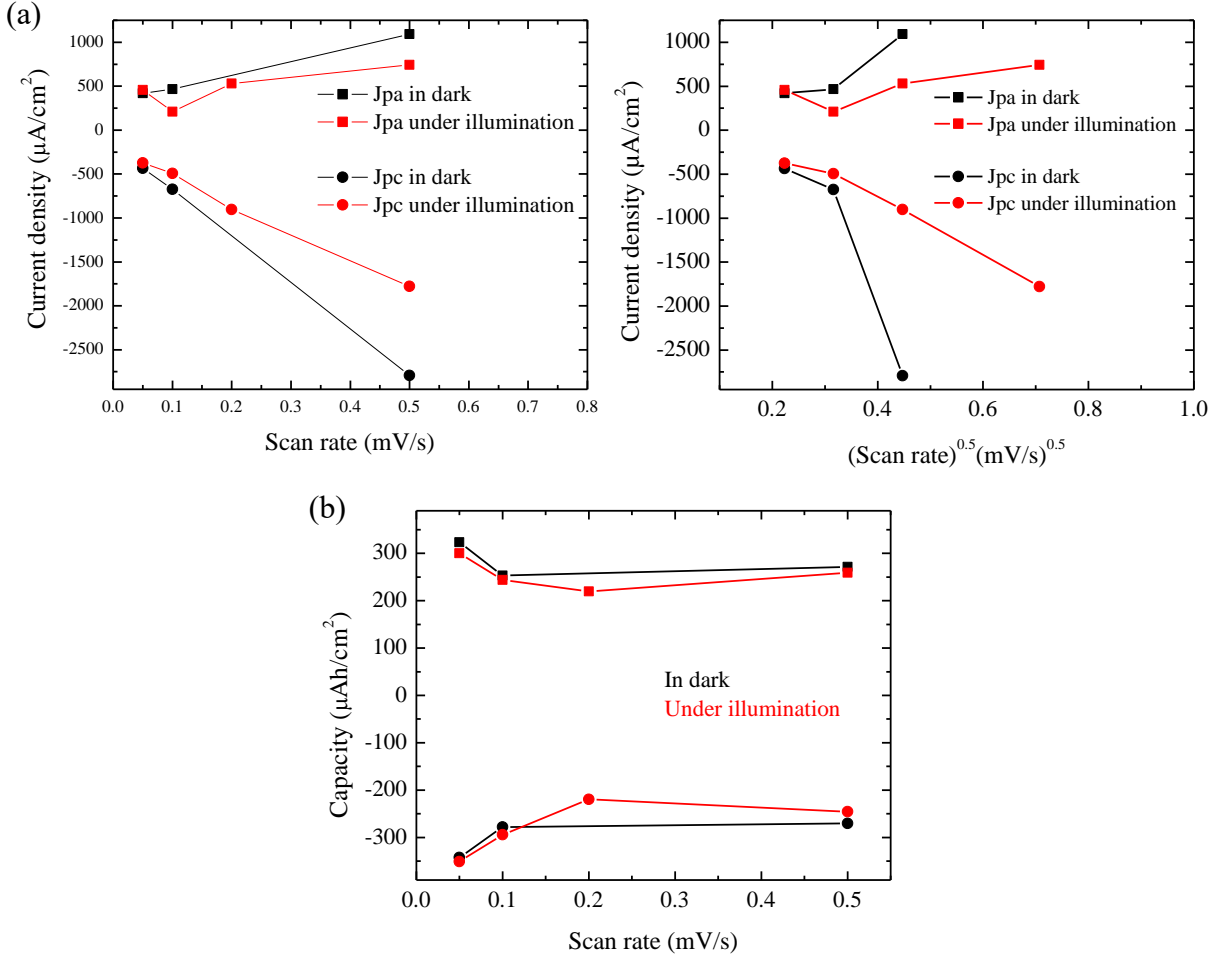 (a)
1000
500
0
-500
-1000
-1500
-2000
-2500
Current density (µA/cm²)
Jpa in dark
Jpa under illumination
Jpc in dark
Jpc under illumination
0.0 0.1 0.2 0.3 0.4 0.5 0.6 0.7 0.8
Scan rate (mV/s)
1000
500
0
-500
-1000
-1500
-2000
-2500
Current density (µA/cm²)
Jpa in dark
Jpa under illumination
Jpc in dark
Jpc under illumination
0.2 0.4 0.6 0.8 1.0
(Scan rate)^0.5(mV/s)^0.5
(b)
300
200
100
0
-100
-200
-300
Capacity (µAh/cm²)
In dark
Under illumination
0.0 0.1 0.2 0.3 0.4 0.5
Scan rate (mV/s)